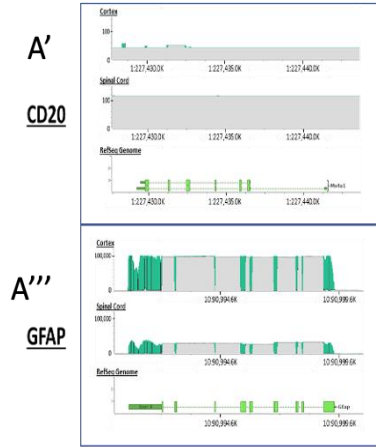 A'
CD20
Cortex
100
0
1:227,430.0K 1:227,435.0K 1:227,440.0K
Spinal Cord
100
0
1:227,430.0K 1:227,435.0K 1:227,440.0K
RefSeq Genome
1:227,430.0K 1:227,435.0K 1:227,440.0K
A'''
GFAP
Cortex
100,000
0
10:90,994.6K 10:90,999.6K
Spinal Cord
100,000
0
10:90,994.6K 10:90,999.6K
RefSeq Genome
Gfap
10:90,994.6K 10:90,999.6K